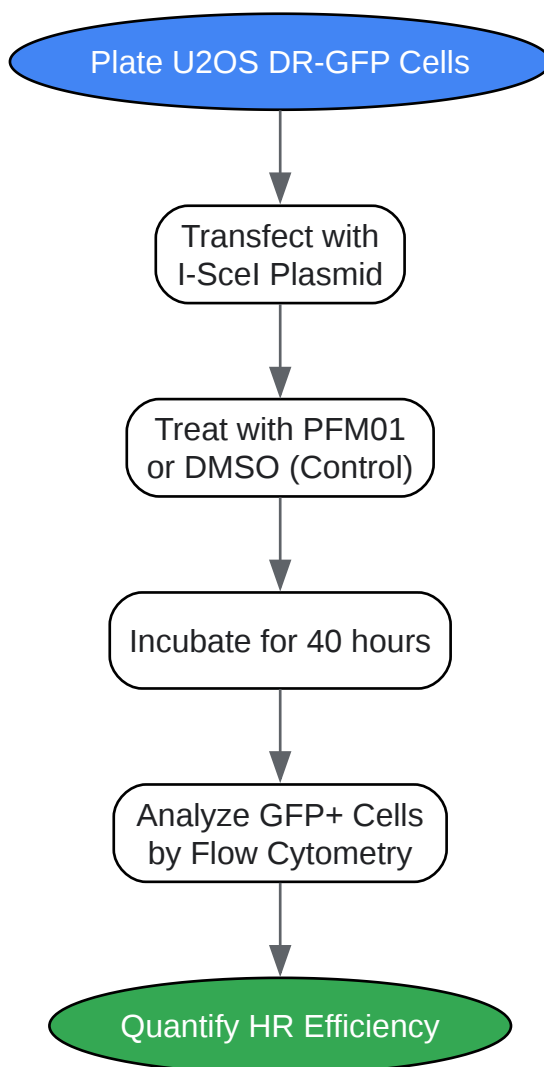 Plate U2OS DR-GFP Cells
Transfect with
I-SceI Plasmid
Treat with PFM01
or DMSO (Control)
Incubate for 40 hours
Analyze GFP+ Cells
by Flow Cytometry
Quantify HR Efficiency